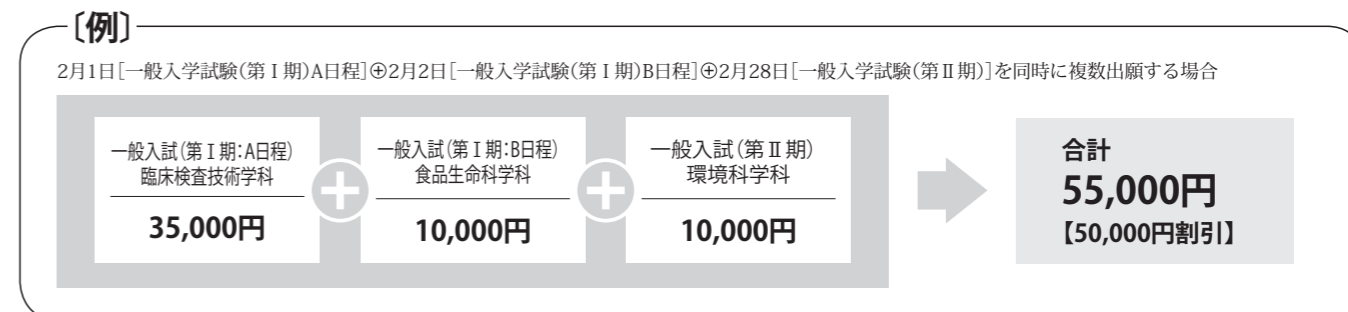 〔例〕
2月1日[一般入学試験(第Ⅰ期)A日程]⊕2月2日[一般入学試験(第Ⅰ期)B日程]⊕2月28日[一般入学試験(第Ⅱ期)]を同時に複数出願する場合
一般入試(第Ⅰ期:A日程)
臨床検査技術学科
35,000円
+
一般入試(第Ⅰ期:B日程)
食品生命科学科
10,000円
+
一般入試(第Ⅱ期)
環境科学科
10,000円
合計
55,000円
【50,000円割引】